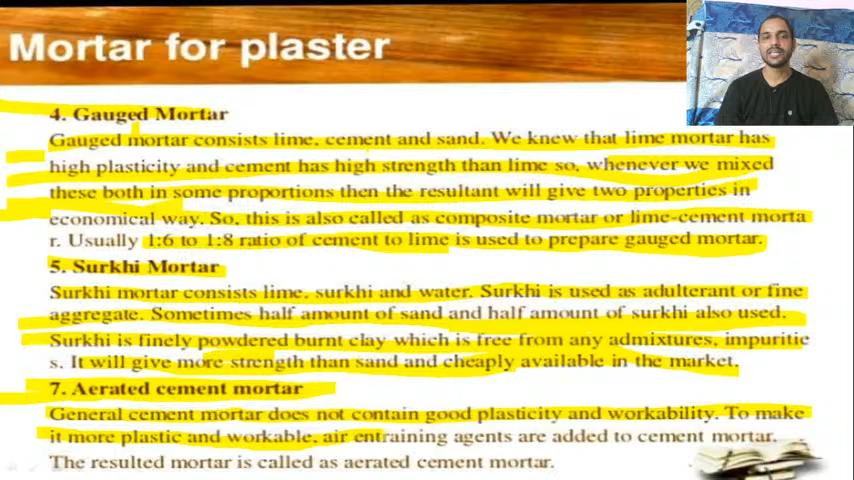 Mortar for plaster
4. Gauged Mortar
Gauged mortar consists lime, cement and sand. We knew that lime mortar has
high plasticity and cement has high strength than lime so, whenever we mixed
these both in some proportions then the resultant will give two properties in
economical way. So, this is also called as composite mortar or lime-cement morta
r. Usually 1:6 to 1:8 ratio of cement to lime is used to prepare gauged mortar.
5. Surkhi Mortar
Surkhi mortar consists lime, surkhi and water. Surkhi is used as adulterant or fine
aggregate. Sometimes half amount of sand and half amount of surkhi also used.
Surkhi is finely powdered burnt clay which is free from any admixtures, impuritie
s. It will give more strength than sand and cheaply available in the market.
7. Aerated cement mortar
General cement mortar does not contain good plasticity and workability. To make
it more plastic and workable, air entraining agents are added to cement mortar.
The resulted mortar is called as aerated cement mortar.